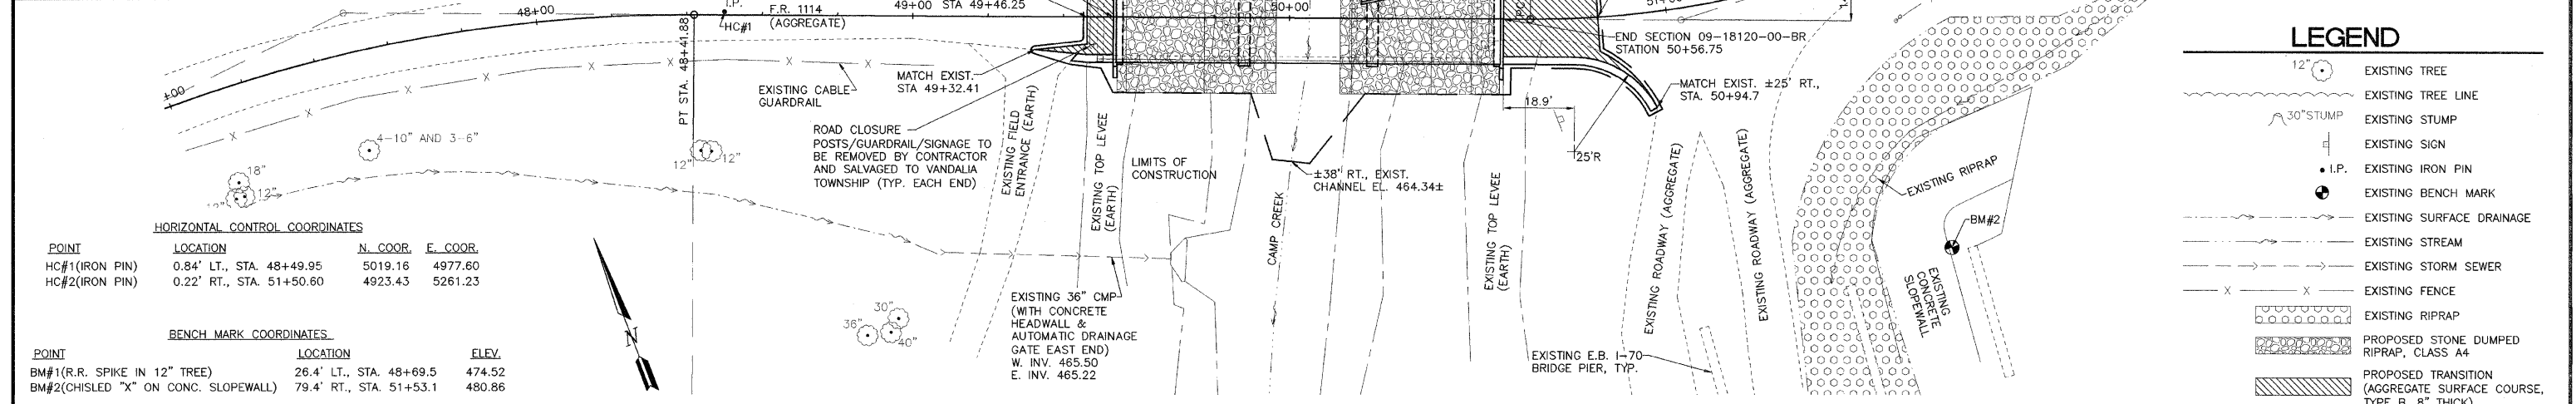 I.P.
F.R. 1114
(AGGREGATE)
48+00
HC#1
49+00
STA 49+46.25
50+00
END SECTION 09-18120-00-BR
STATION 50+56.75
PT STA. 48+41.88
MATCH EXIST.
STA 49+32.41
EXISTING CABLE
GUARDRAIL
MATCH EXIST. ±25' RT.,
STA. 50+94.7
18.9'
25'R
4-10" AND 3-6"
12"
12"
18"
12"
ROAD CLOSURE
POSTS/GUARDRAIL/SIGNAGE TO
BE REMOVED BY CONTRACTOR
AND SALVAGED TO VANDALIA
TOWNSHIP (TYP. EACH END)
EXISTING FIELD
ENTRANCE (EARTH)
EXISTING TOP LEVEE
(EARTH)
LIMITS OF
CONSTRUCTION
±38' RT., EXIST.
CHANNEL EL. 464.34±
CAMP CREEK
EXISTING TOP LEVEE
(EARTH)
EXISTING ROADWAY (AGGREGATE)
EXISTING ROADWAY (AGGREGATE)
EXISTING RIPRAP
BM#2
EXISTING
CONCRETE
SLOPEWALL
HORIZONTAL CONTROL COORDINATES
POINT LOCATION N. COOR. E. COOR.
HC#1(IRON PIN) 0.84' LT., STA. 48+49.95 5019.16 4977.60
HC#2(IRON PIN) 0.22' RT., STA. 51+50.60 4923.43 5261.23
BENCH MARK COORDINATES
POINT LOCATION ELEV.
BM#1(R.R. SPIKE IN 12" TREE) 26.4' LT., STA. 48+69.5 474.52
BM#2(CHISLED "X" ON CONC. SLOPEWALL) 79.4' RT., STA. 51+53.1 480.86
N
36"
30"
40"
EXISTING 36" CMP
(WITH CONCRETE
HEADWALL &
AUTOMATIC DRAINAGE
GATE EAST END)
W. INV. 465.50
E. INV. 465.22
EXISTING E.B. I-70
BRIDGE PIER, TYP.
LEGEND
12" EXISTING TREE
EXISTING TREE LINE
30"STUMP EXISTING STUMP
EXISTING SIGN
I.P. EXISTING IRON PIN
EXISTING BENCH MARK
EXISTING SURFACE DRAINAGE
EXISTING STREAM
EXISTING STORM SEWER
X X EXISTING FENCE
EXISTING RIPRAP
PROPOSED STONE DUMPED
RIPRAP, CLASS A4
PROPOSED TRANSITION
(AGGREGATE SURFACE COURSE,
TYPE B, 8" THICK)